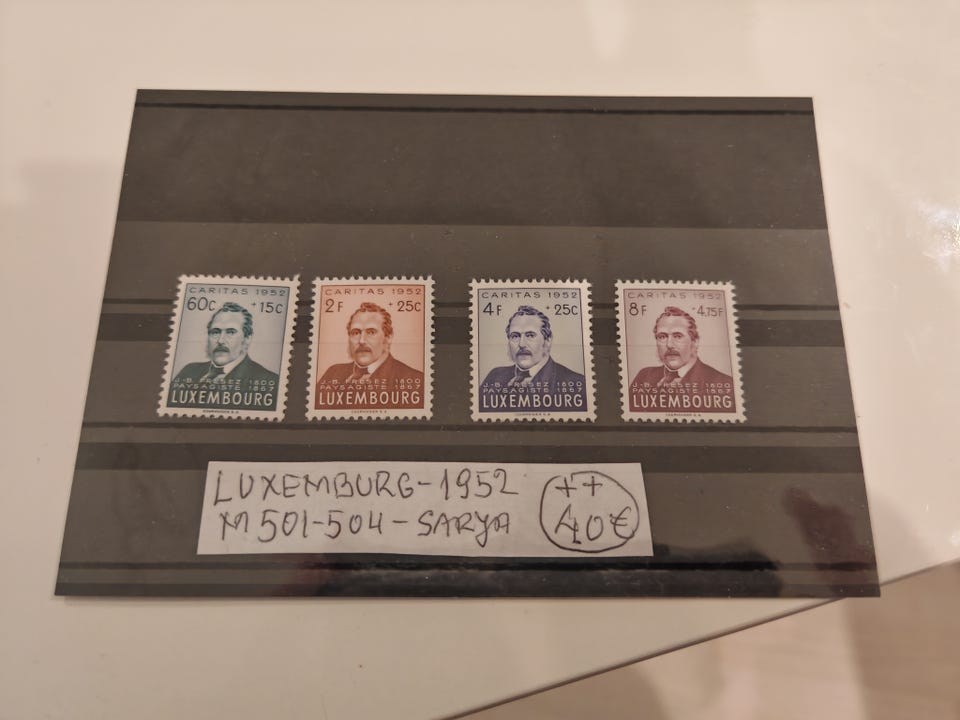 CARITAS 1952
60C +15C
J-B. FRESEZ 1800
PAYSAGISTE 1867
LUXEMBOURG
CARITAS 1952
2F +25C
J-B. FRESEZ 1800
PAYSAGISTE 1867
LUXEMBOURG
CARITAS 1952
4F +25C
J-B. FRESEZ 1800
PAYSAGISTE 1867
LUXEMBOURG
CARITAS 1952
8F +4,75F
J-B. FRESEZ 1800
PAYSAGISTE 1867
LUXEMBOURG
LUXEMBURG-1952 ++
M 501-504-SARJA 40€